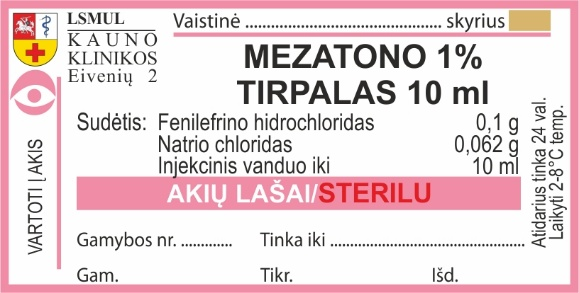 LSMUL
KAUNO
KLINIKOS
Eivenių 2
VARTOTI Į AKIS
Vaistinė ........................................ skyrius
MEZATONO 1%
TIRPALAS 10 ml
Sudėtis: Fenilefrino hidrochloridas 0,1 g
Natrio chloridas 0,062 g
Injekcinis vanduo iki 10 ml
AKIŲ LAŠAI/STERILU
Gamybos nr. ............. Tinka iki ................................................
Gam. Tikr. Išd.
Atidarius tinka 24 val.
Laikyti 2-8°C temp.